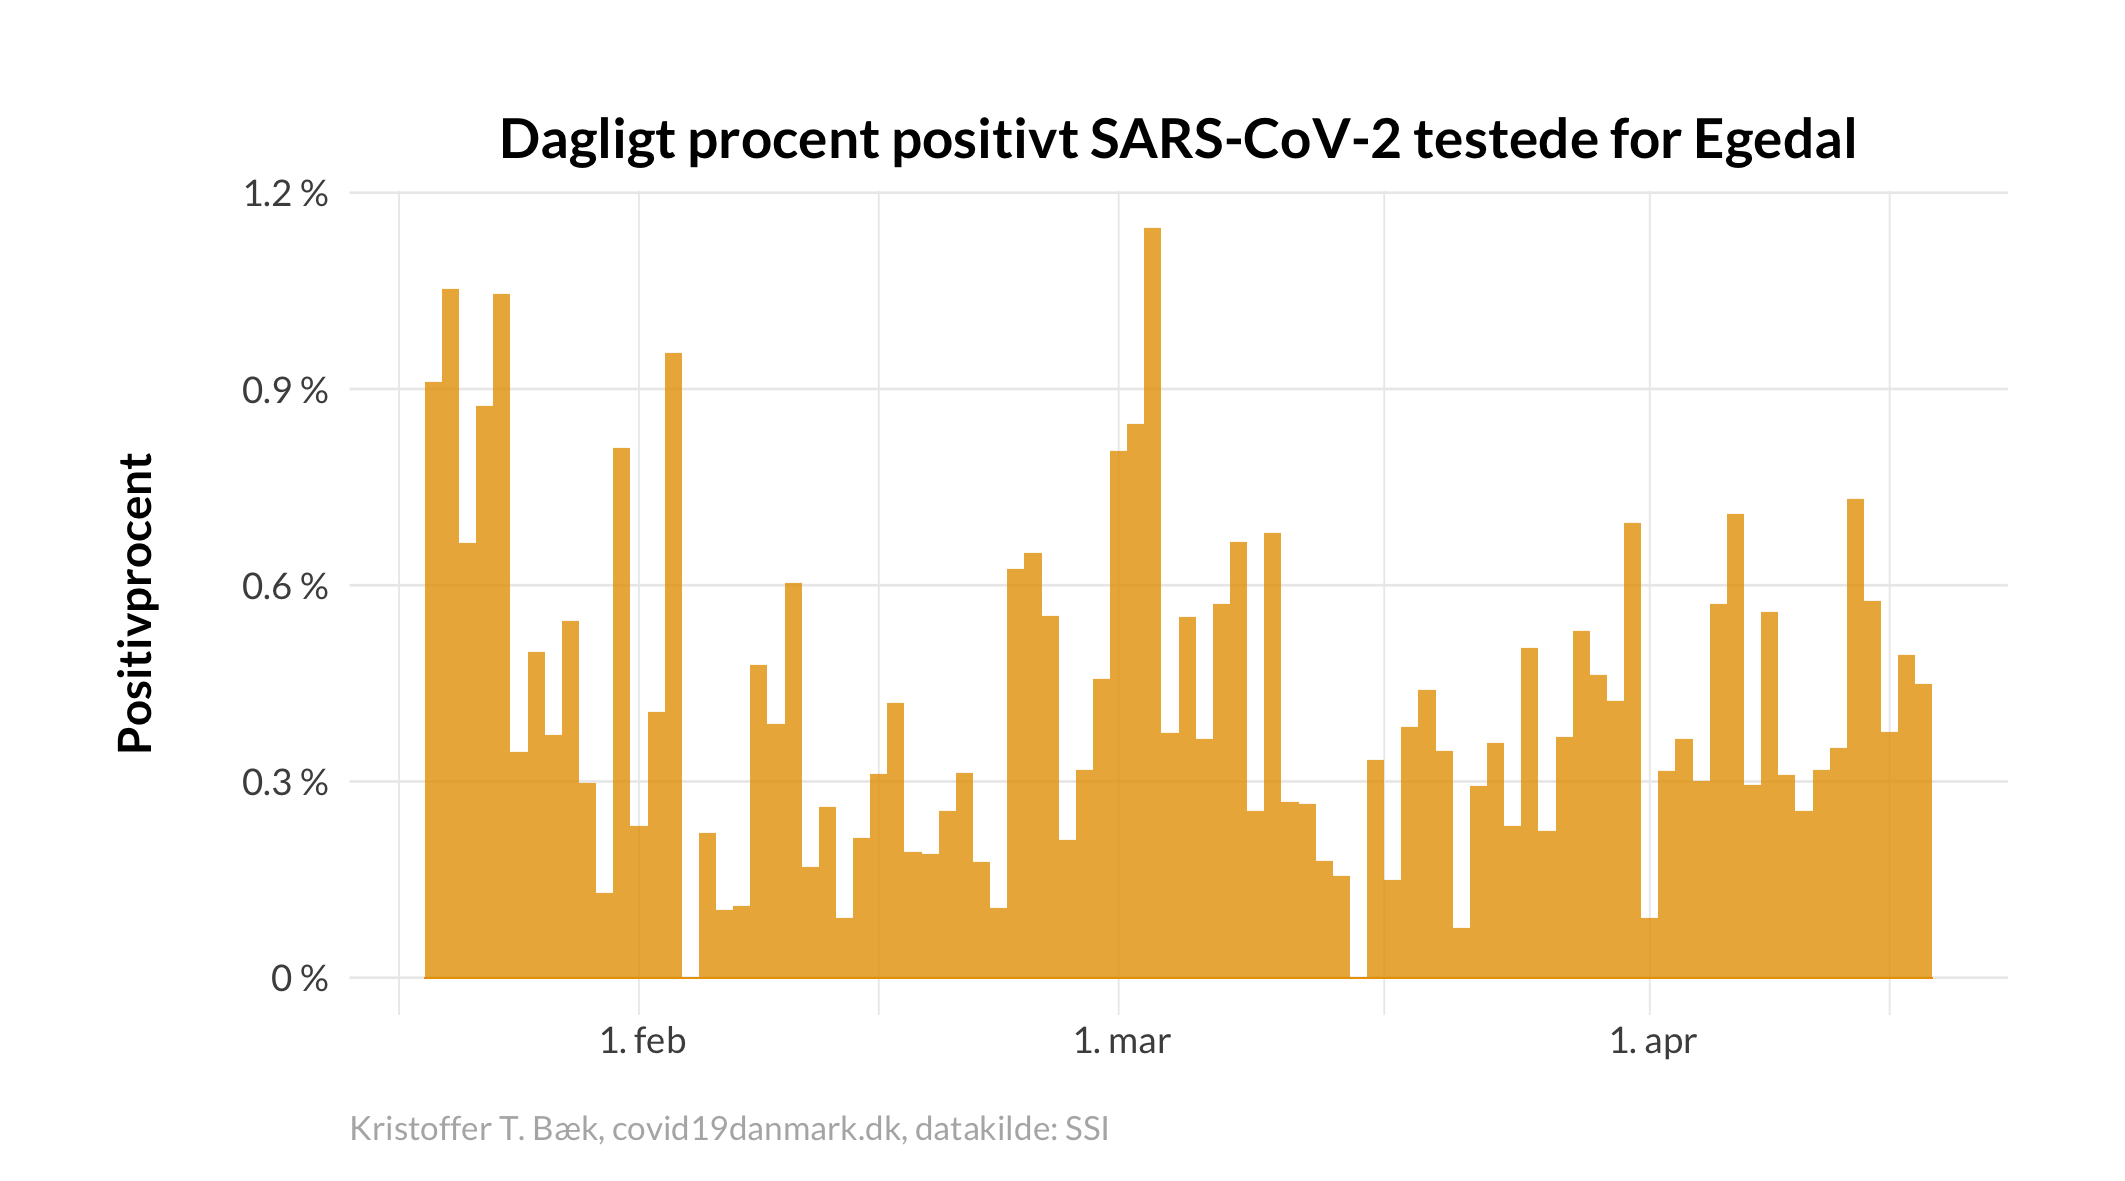 Dagligt procent positivt SARS-CoV-2 testede for Egedal
1.2 %
0.9 %
0.6 %
0.3 %
0 %
Positivprocent
1. feb
1. mar
1. apr
Kristoffer T. Bæk, covid19danmark.dk, datakilde: SSI